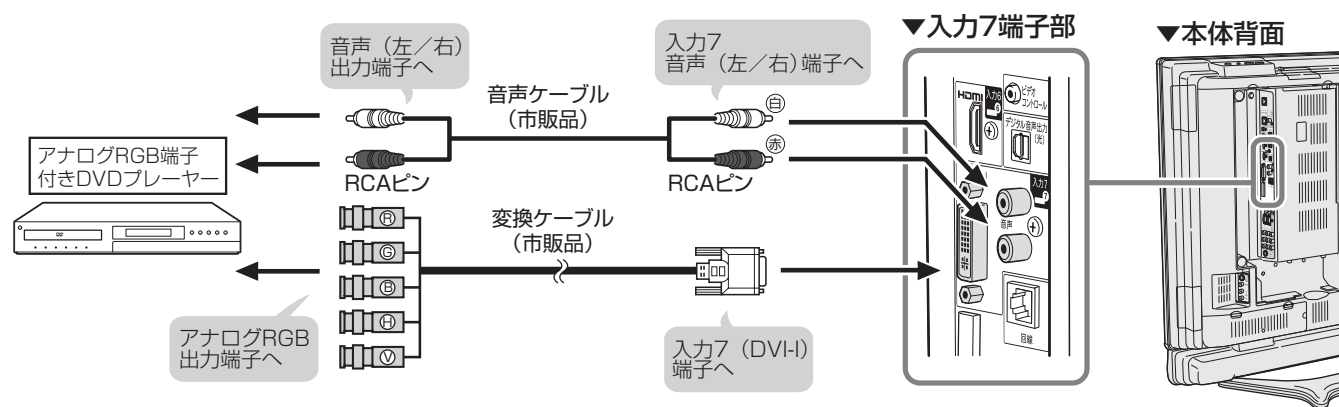 ▼入力7端子部
▼本体背面
音声（左／右）
出力端子へ
入力7
音声（左／右）端子へ
音声ケーブル
（市販品）
白
赤
RCAピン
RCAピン
アナログRGB端子
付きDVDプレーヤー
変換ケーブル
（市販品）
R
G
B
H
V
アナログRGB
出力端子へ
入力7（DVI-I）
端子へ
HDMI
入力6
6
ビデオ
コントロール
デジタル音声出力
（光）
入力7
7
音声
回線